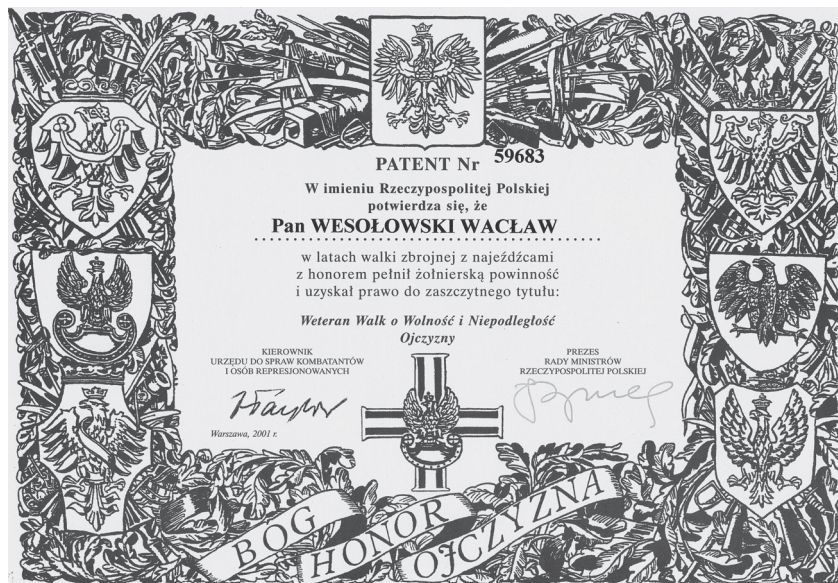 PATENT Nr 59683
W imieniu Rzeczypospolitej Polskiej
potwierdza się, że
Pan WESOŁOWSKI WACŁAW
w latach walki zbrojnej z najeźdźcami
z honorem pełnił żołnierską powinność
i uzyskał prawo do zaszczytnego tytułu:
Weteran Walk o Wolność i Niepodległość
Ojczyzny
KIEROWNIK
URZĘDU DO SPRAW KOMBATANTÓW
I OSÓB REPRESJONOWANYCH
PREZES
RADY MINISTRÓW
RZECZYPOSPOLITEJ POLSKIEJ
Warszawa, 2001 r.
BÓG
HONOR
OJCZYZNA